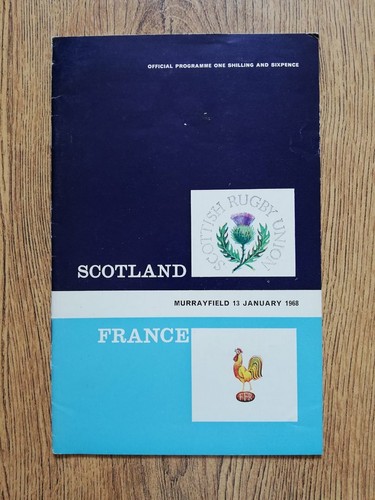 OFFICIAL PROGRAMME ONE SHILLING AND SIXPENCE
SCOTTISH RUGBY UNION
SCOTLAND
MURRAYFIELD 13 JANUARY 1968
FRANCE